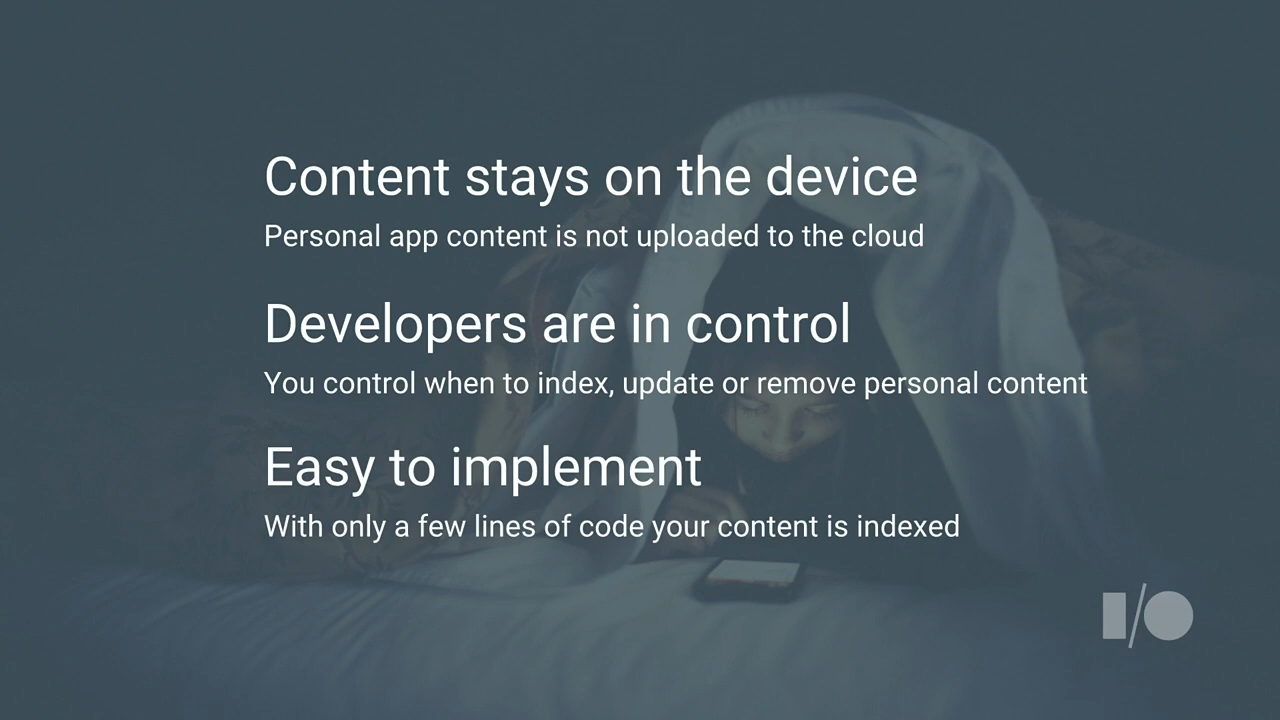 Content stays on the device
Personal app content is not uploaded to the cloud
Developers are in control
You control when to index, update or remove personal content
Easy to implement
With only a few lines of code your content is indexed
I/O